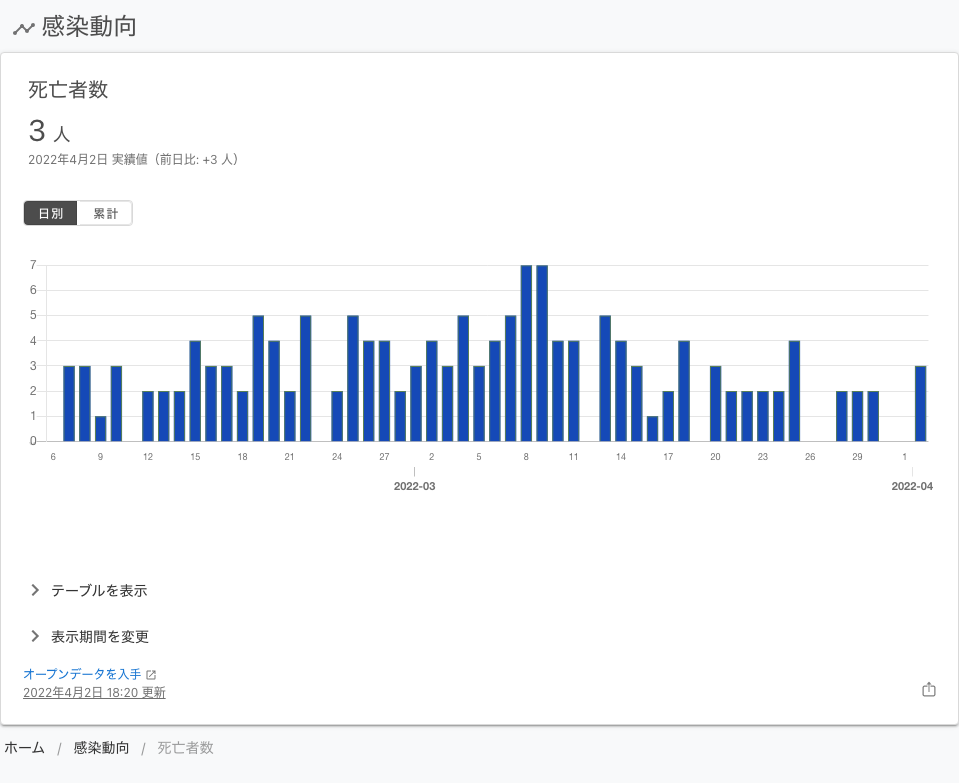 感染動向
死亡者数
3 人
2022年4月2日 実績値（前日比: +3 人）
日別 累計
7
6
5
4
3
2
1
0
6 9 12 15 18 21 24 27 2 5 8 11 14 17 20 23 26 29 1
2022-03 2022-04
テーブルを表示
表示期間を変更
オープンデータを入手
2022年4月2日 18:20 更新
ホーム / 感染動向 / 死亡者数